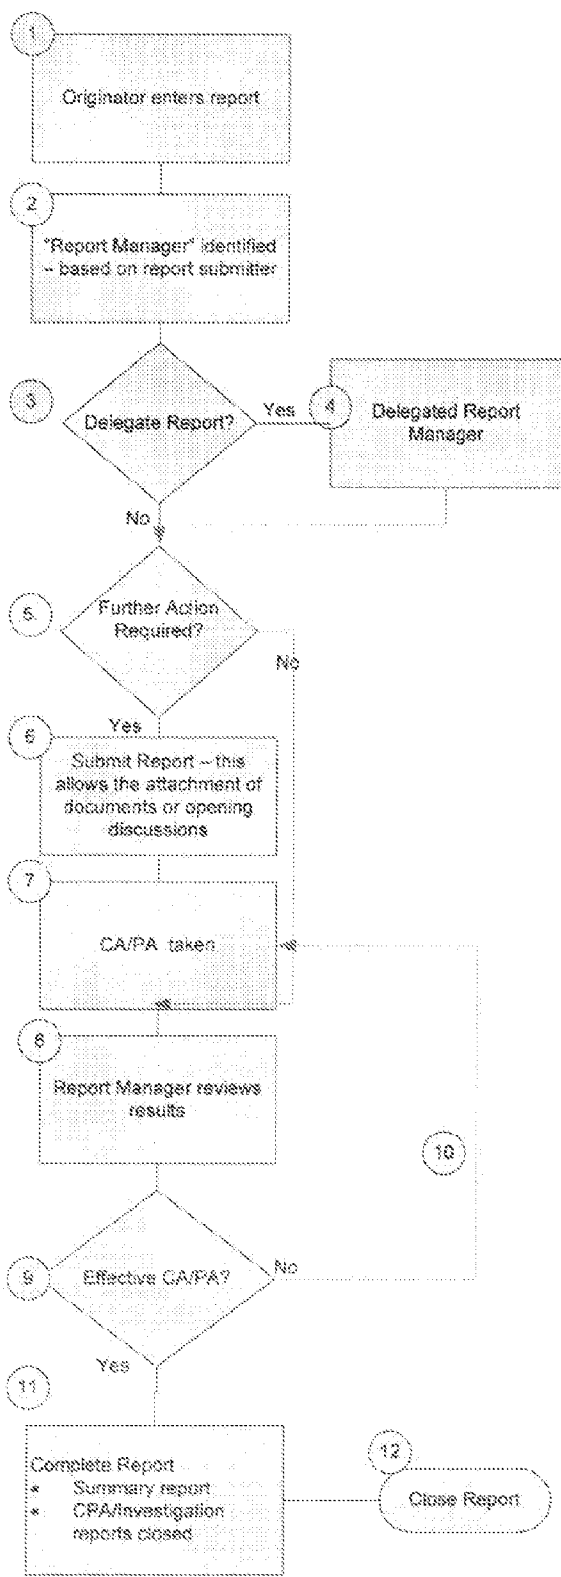 1
Originator enters report
2
"Report Manager" identified
– based on report submitter
3
Delegate Report?
Yes
4
Delegated Report
Manager
No
5
Further Action
Required?
No
Yes
6
Submit Report – this
allows the attachment of
documents or opening
discussions
7
CA/PA taken
8
Report Manager reviews
results
10
9
Effective CA/PA?
No
Yes
11
Complete Report
* Summary report
* CPA/Investigation
reports closed
12
Close Report